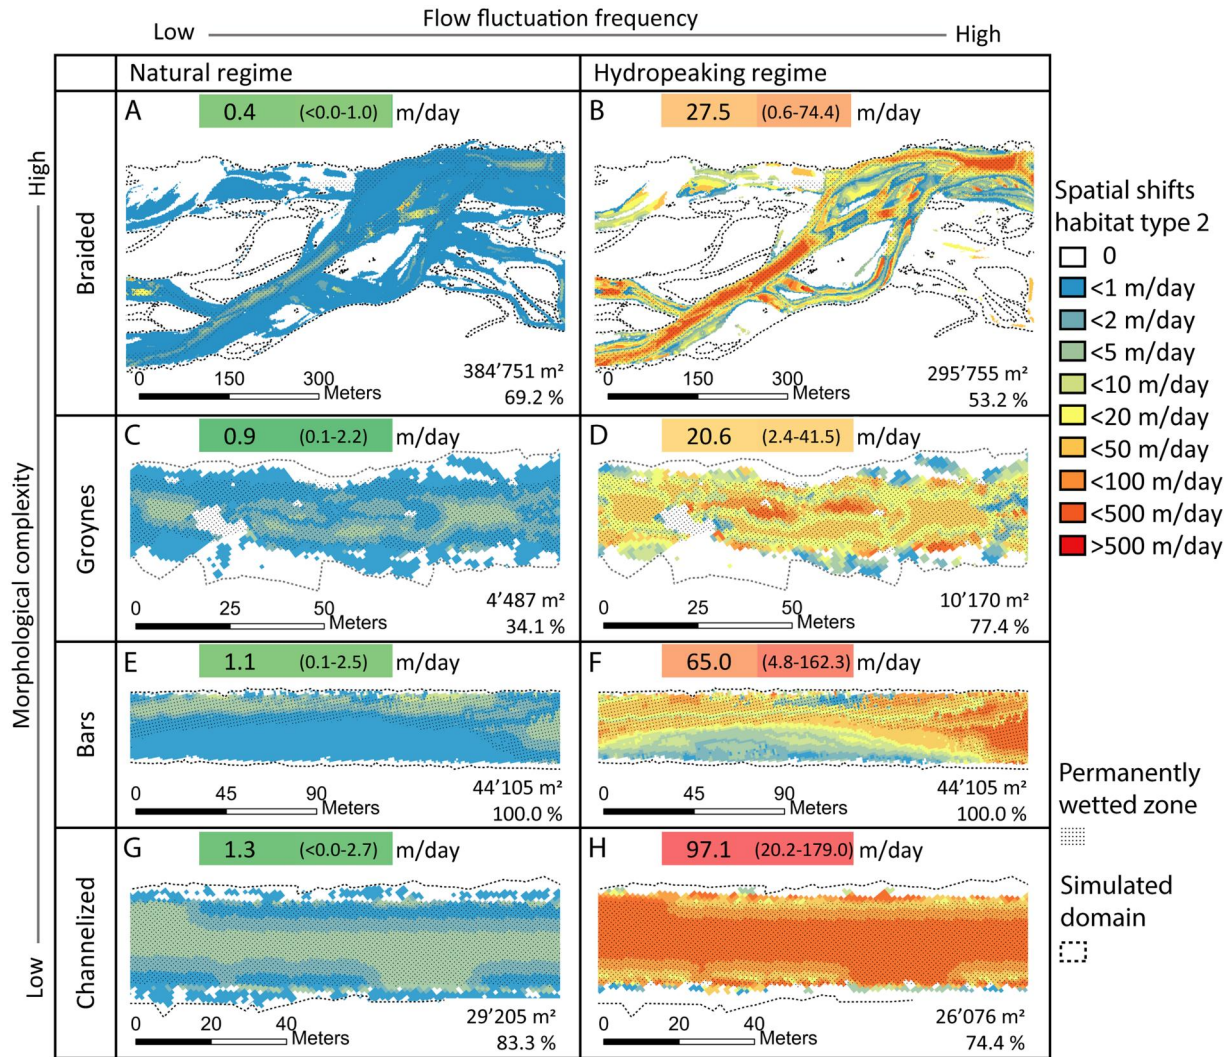 Flow fluctuation frequency
Low
High
Natural regime
Hydropeaking regime
Morphological complexity
High
Low
Braided
A
0.4 (<0.0-1.0) m/day
0 150 300
Meters
384’751 m²
69.2 %
B
27.5 (0.6-74.4) m/day
0 150 300
Meters
295’755 m²
53.2 %
Groynes
C
0.9 (0.1-2.2) m/day
0 25 50
Meters
4’487 m²
34.1 %
D
20.6 (2.4-41.5) m/day
0 25 50
Meters
10’170 m²
77.4 %
Bars
E
1.1 (0.1-2.5) m/day
0 45 90
Meters
44’105 m²
100.0 %
F
65.0 (4.8-162.3) m/day
0 45 90
Meters
44’105 m²
100.0 %
Channelized
G
1.3 (<0.0-2.7) m/day
0 20 40
Meters
29’205 m²
83.3 %
H
97.1 (20.2-179.0) m/day
0 20 40
Meters
26’076 m²
74.4 %
Spatial shifts
habitat type 2
0
<1 m/day
<2 m/day
<5 m/day
<10 m/day
<20 m/day
<50 m/day
<100 m/day
<500 m/day
>500 m/day
Permanently
wetted zone
Simulated
domain